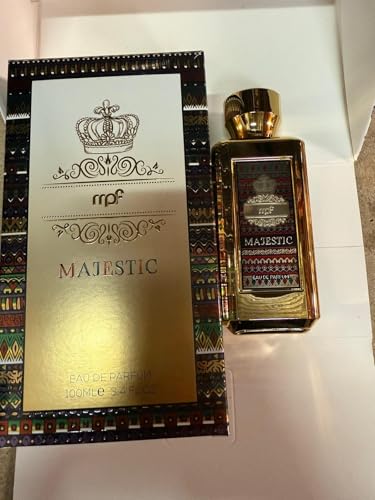 mpf
MAJESTIC
EAU DE PARFUM
100ML℮ 3.4 FL.OZ
mpf
MAJESTIC
EAU DE PARFUM